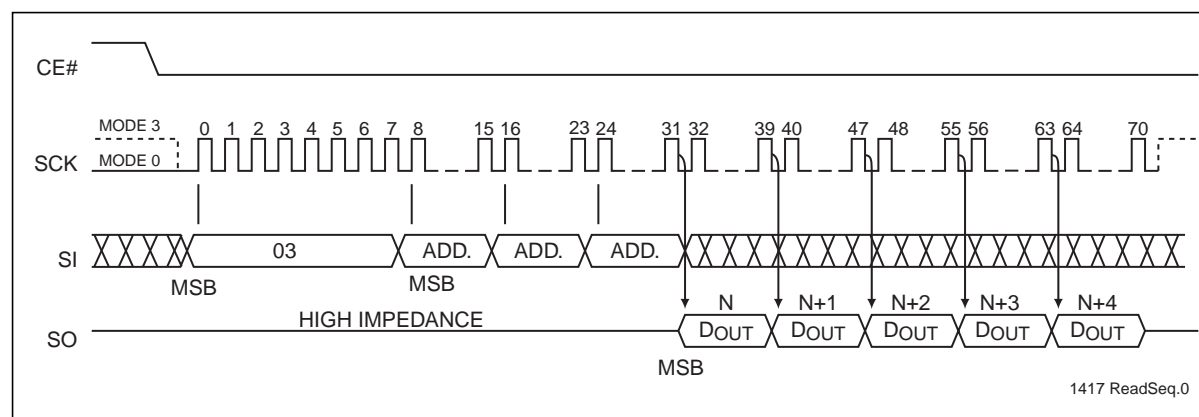 CE#
MODE 3
0 1 2 3 4 5 6 7 8 15 16 23 24 31 32 39 40 47 48 55 56 63 64 70
SCK
MODE 0
SI
03 ADD. ADD. ADD.
MSB MSB
N N+1 N+2 N+3 N+4
HIGH IMPEDANCE
SO
DOUT DOUT DOUT DOUT DOUT
MSB
1417 ReadSeq.0